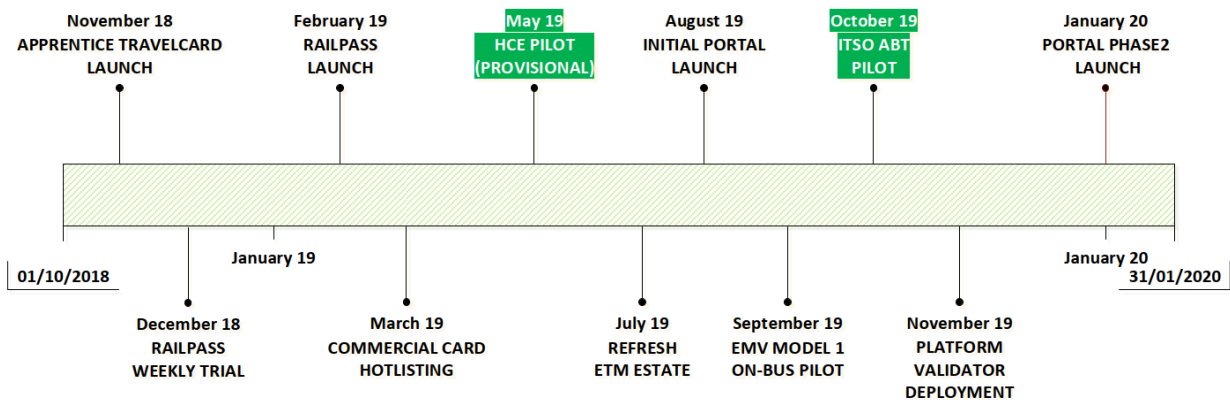 November 18
APPRENTICE TRAVELCARD
LAUNCH
February 19
RAILPASS
LAUNCH
May 19
HCE PILOT
(PROVISIONAL)
August 19
INITIAL PORTAL
LAUNCH
October 19
ITSO ABT
PILOT
January 20
PORTAL PHASE2
LAUNCH
01/10/2018
January 19
January 20
31/01/2020
December 18
RAILPASS
WEEKLY TRIAL
March 19
COMMERCIAL CARD
HOTLISTING
July 19
REFRESH
ETM ESTATE
September 19
EMV MODEL 1
ON-BUS PILOT
November 19
PLATFORM
VALIDATOR
DEPLOYMENT